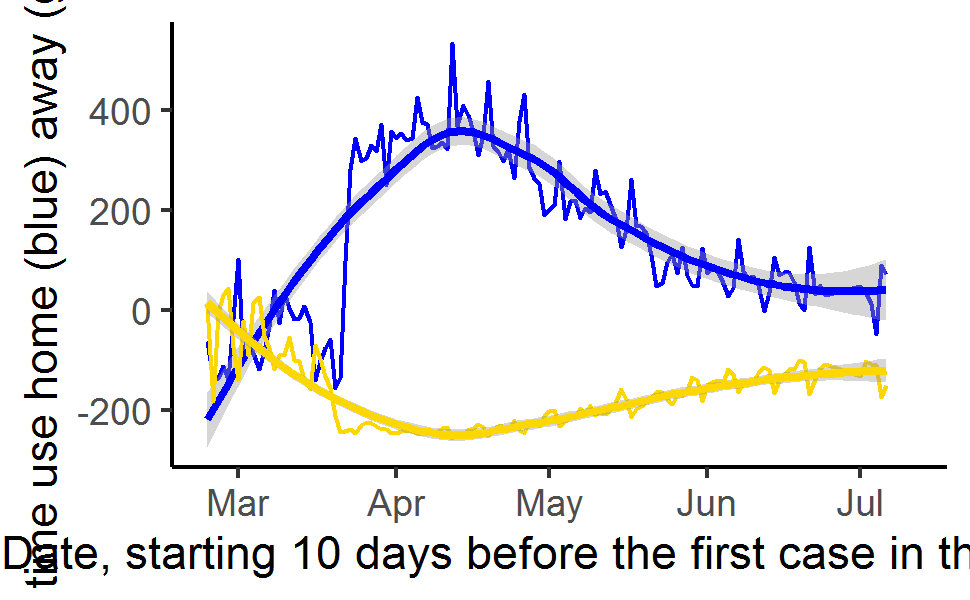 time use home (blue) away (
400
200
0
-200
Mar Apr May Jun Jul
Date, starting 10 days before the first case in th